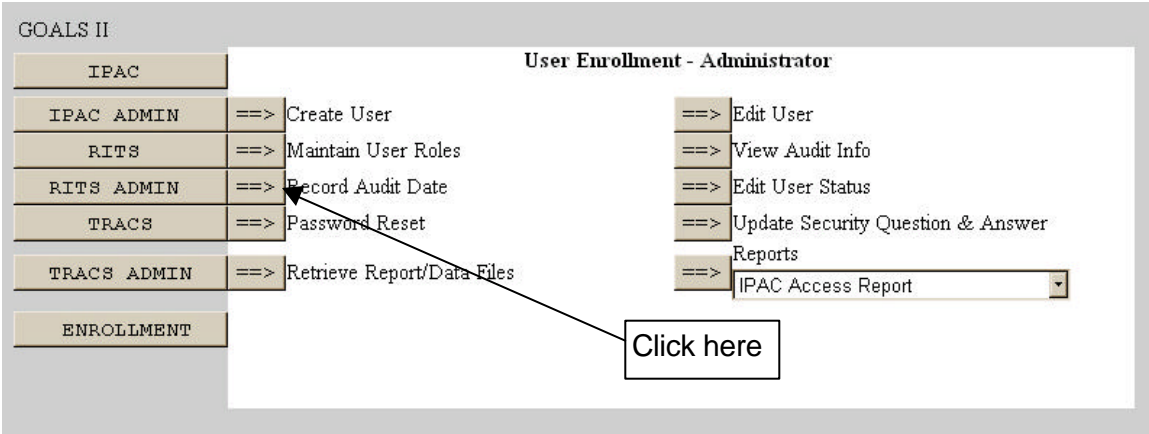 GOALS II
User Enrollment - Administrator
IPAC
IPAC ADMIN ==> Create User ==> Edit User
RITS ==> Maintain User Roles ==> View Audit Info
RITS ADMIN ==> Record Audit Date ==> Edit User Status
TRACS ==> Password Reset ==> Update Security Question & Answer
Reports
TRACS ADMIN ==> Retrieve Report/Data Files ==> IPAC Access Report
ENROLLMENT
Click here